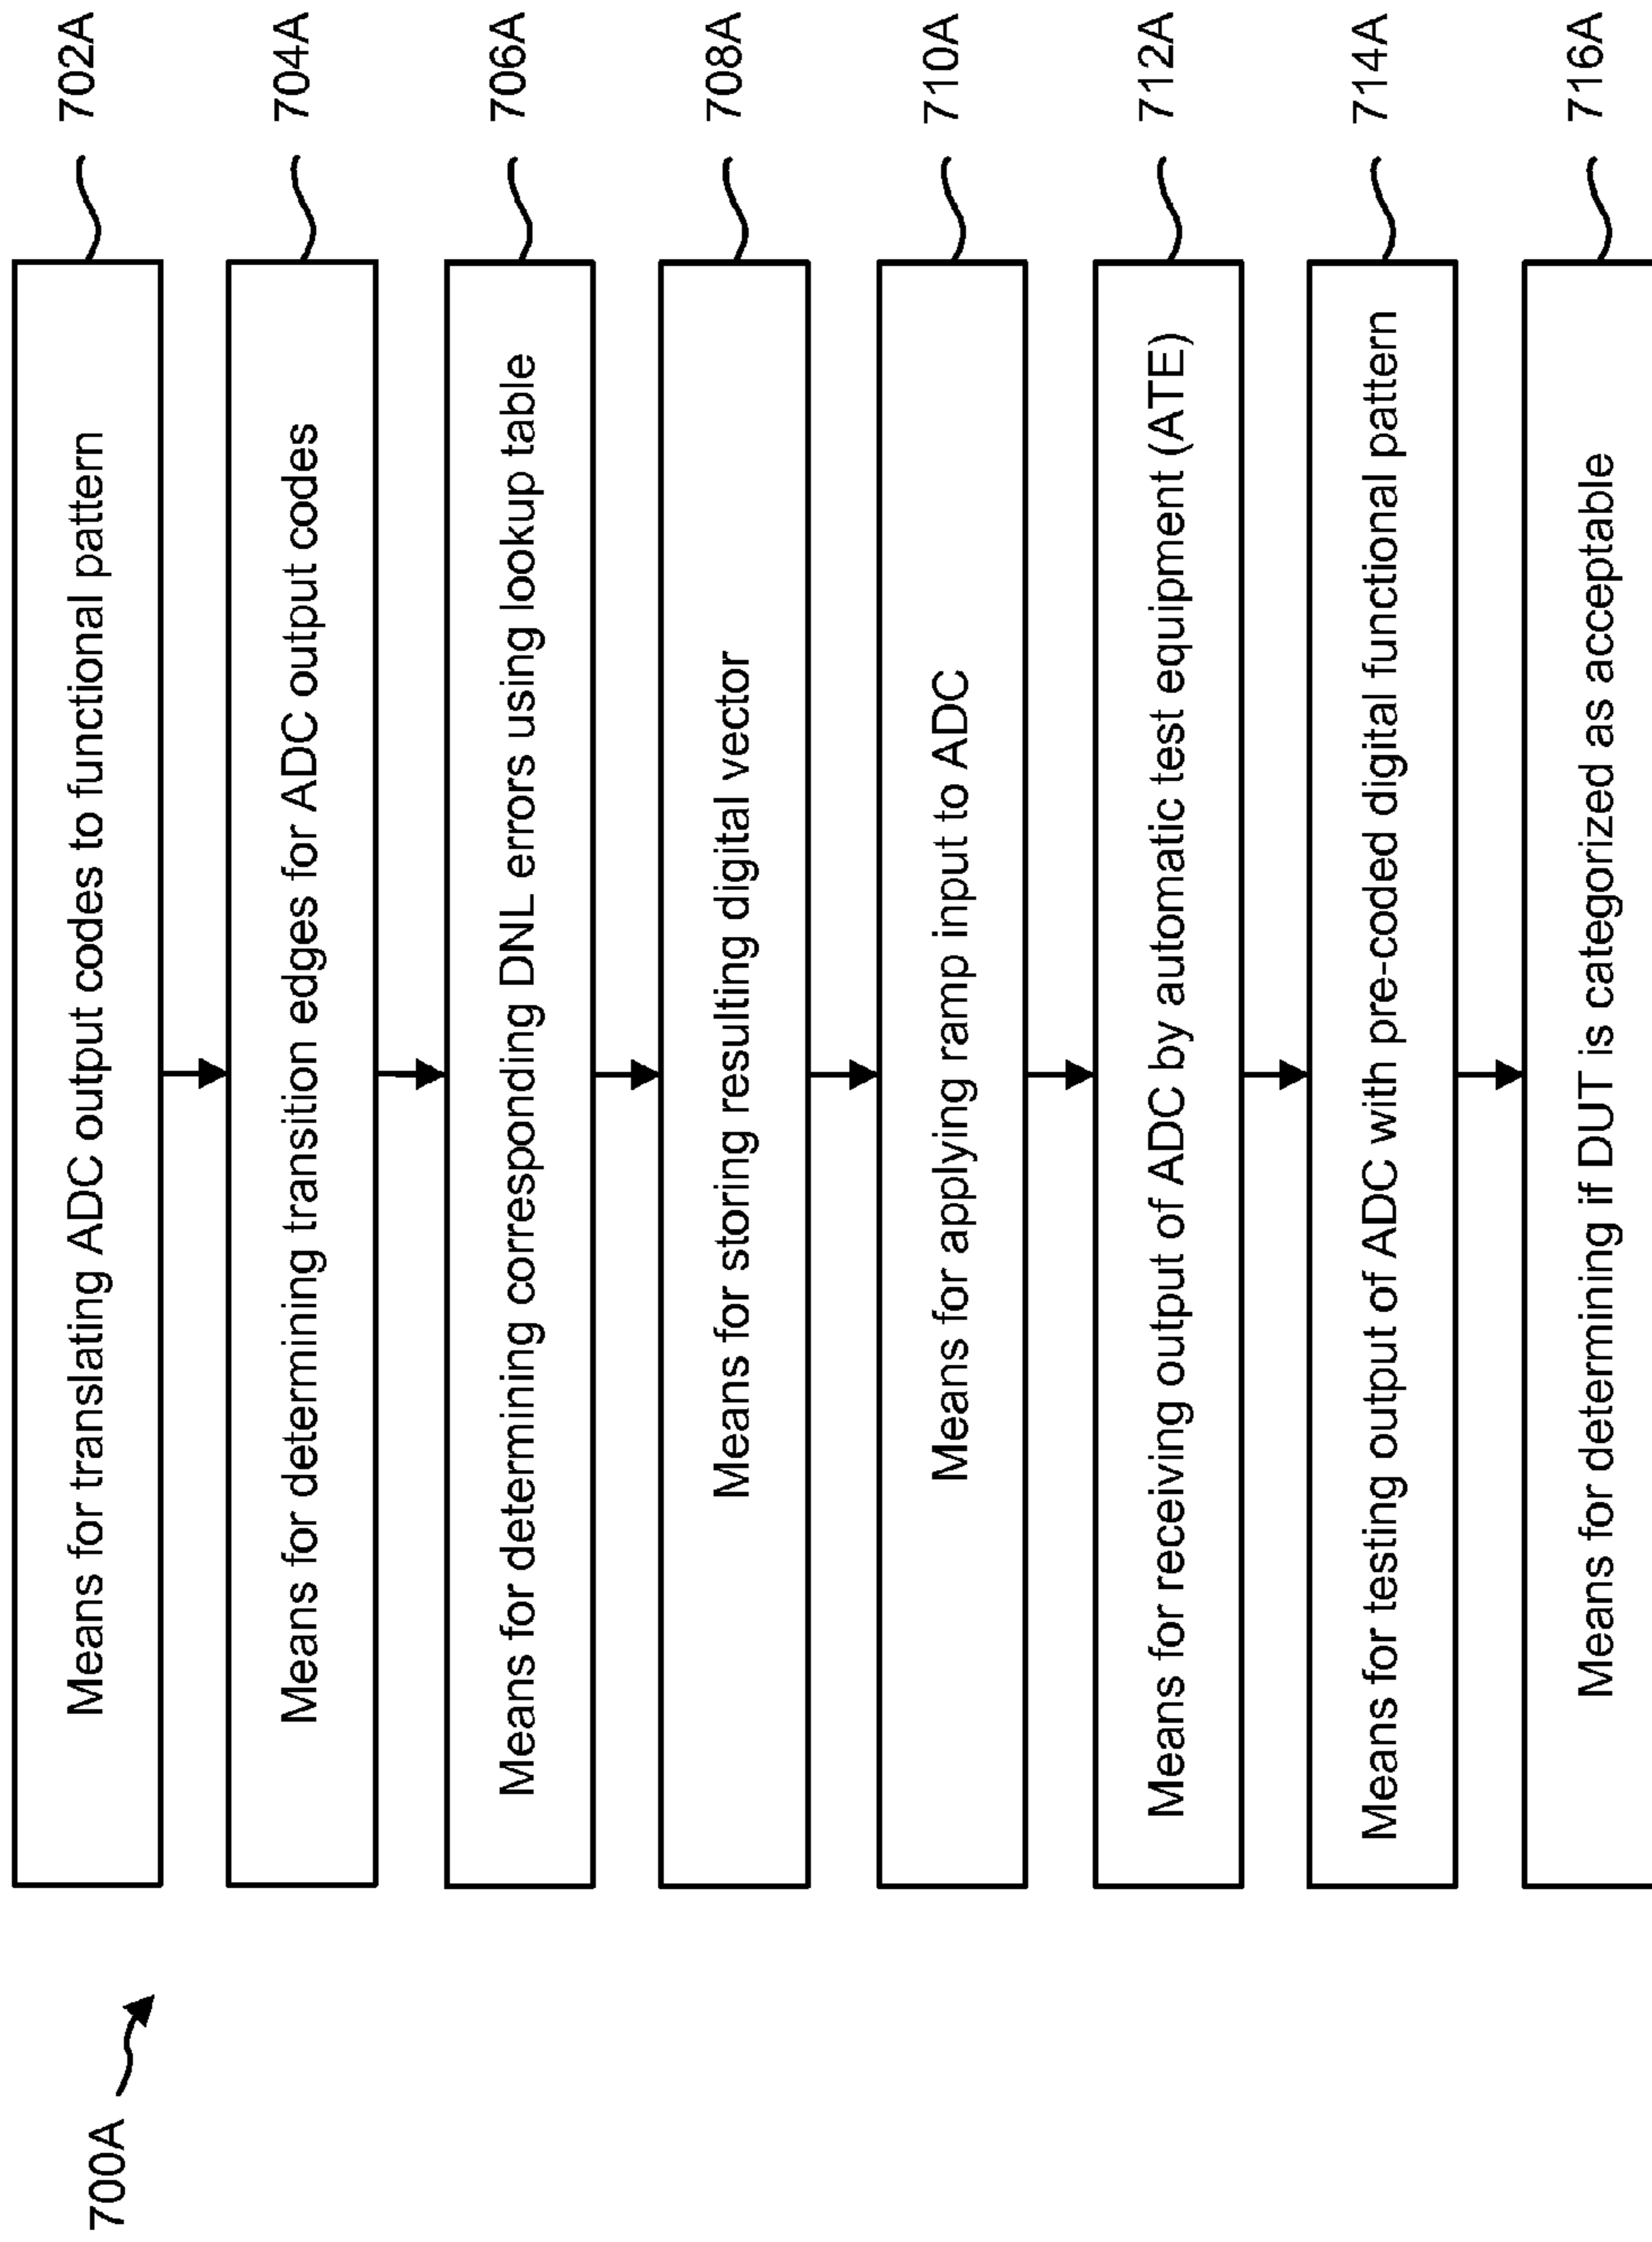 700A
Means for translating ADC output codes to functional pattern
702A
Means for determining transition edges for ADC output codes
704A
Means for determining corresponding DNL errors using lookup table
706A
Means for storing resulting digital vector
708A
Means for applying ramp input to ADC
710A
Means for receiving output of ADC by automatic test equipment (ATE)
712A
Means for testing output of ADC with pre-coded digital functional pattern
714A
Means for determining if DUT is categorized as acceptable
716A